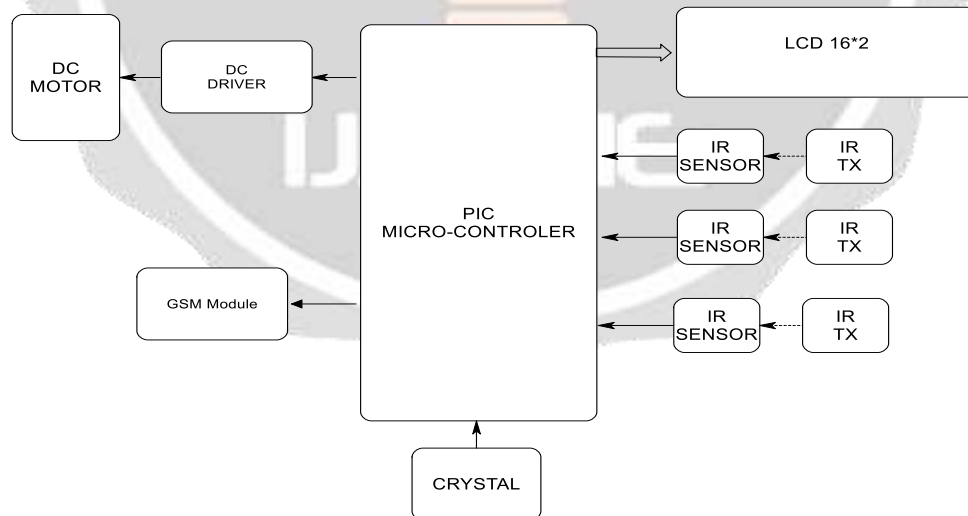 DC
MOTOR
DC
DRIVER
LCD 16*2
IR
SENSOR
IR
TX
PIC
MICRO-CONTROLER
IR
SENSOR
IR
TX
GSM Module
IR
SENSOR
IR
TX
CRYSTAL